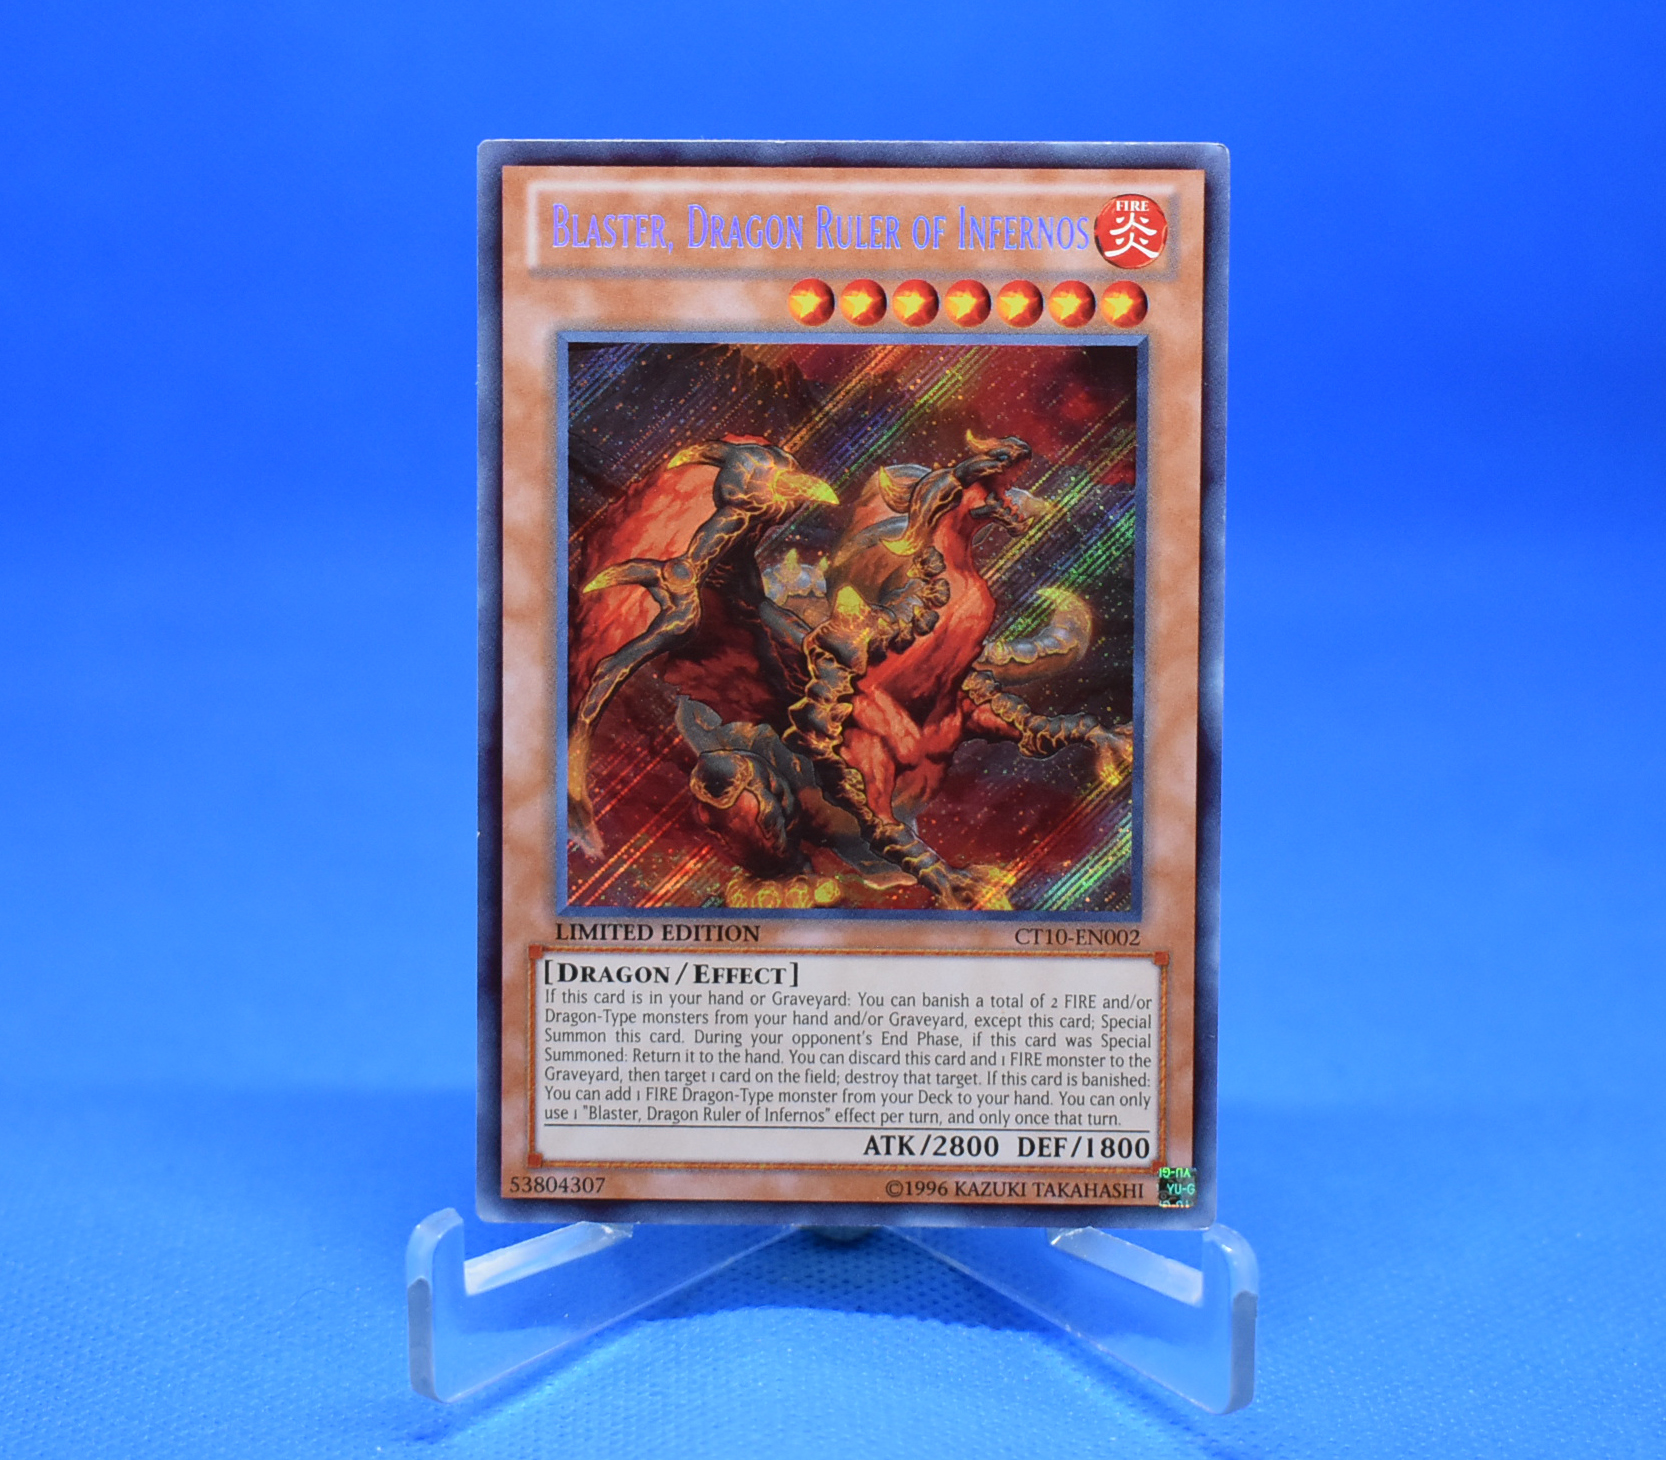 BLASTER, DRAGON RULER OF INFERNOS
FIRE
炎
LIMITED EDITION CT10-EN002
[DRAGON/EFFECT]
If this card is in your hand or Graveyard: You can banish a total of 2 FIRE and/or
Dragon-Type monsters from your hand and/or Graveyard, except this card; Special
Summon this card. During your opponent's End Phase, if this card was Special
Summoned: Return it to the hand. You can discard this card and 1 FIRE monster to the
Graveyard, then target 1 card on the field; destroy that target. If this card is banished:
You can add 1 FIRE Dragon-Type monster from your Deck to your hand. You can only
use 1 "Blaster, Dragon Ruler of Infernos" effect per turn, and only once that turn.
ATK/2800 DEF/1800
53804307 ©1996 KAZUKI TAKAHASHI
YU-G